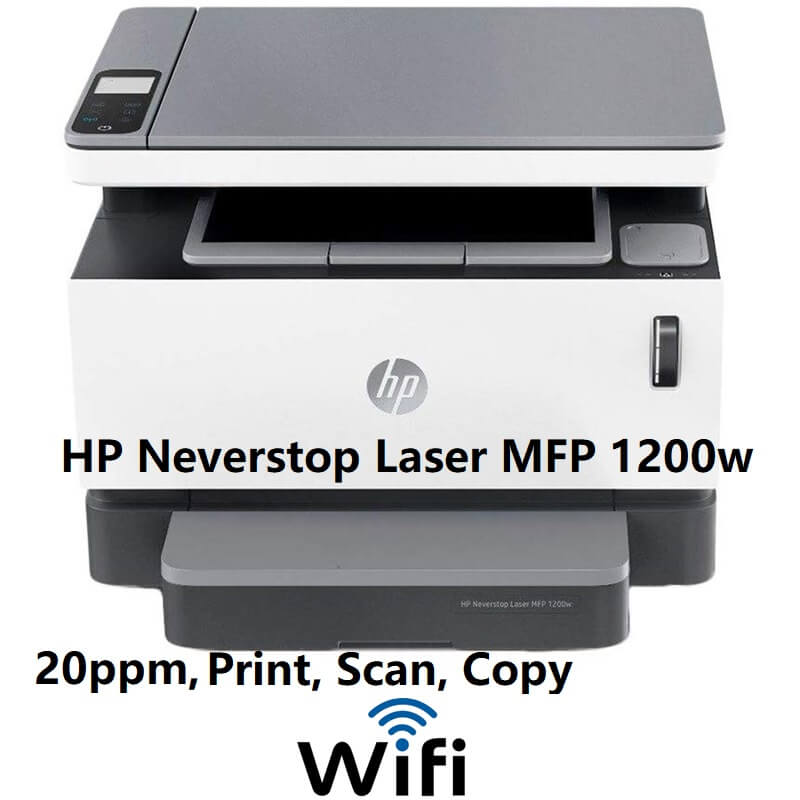 hp
HP Neverstop Laser MFP 1200w
HP Neverstop Laser MFP 1200w
20ppm, Print, Scan, Copy
Wifi